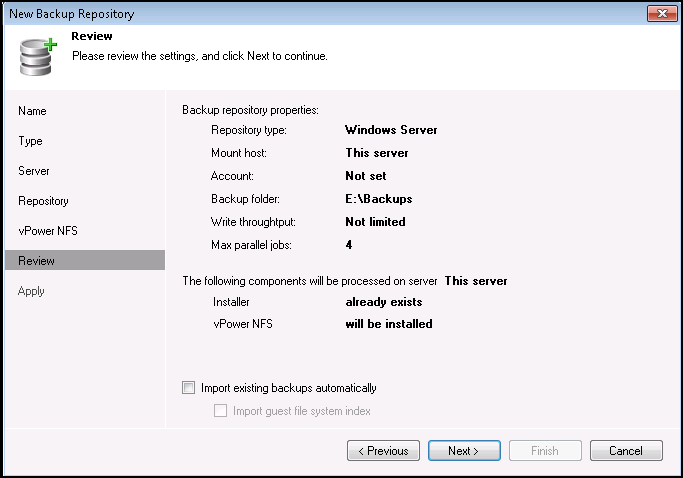 New Backup Repository
Review
Please review the settings, and click Next to continue.
Name
Type
Server
Repository
vPower NFS
Review
Apply
Backup repository properties:
Repository type: Windows Server
Mount host: This server
Account: Not set
Backup folder: E:\Backups
Write throughtput: Not limited
Max parallel jobs: 4
The following components will be processed on server This server
Installer already exists
vPower NFS will be installed
Import existing backups automatically
Import guest file system index
< Previous Next > Finish Cancel